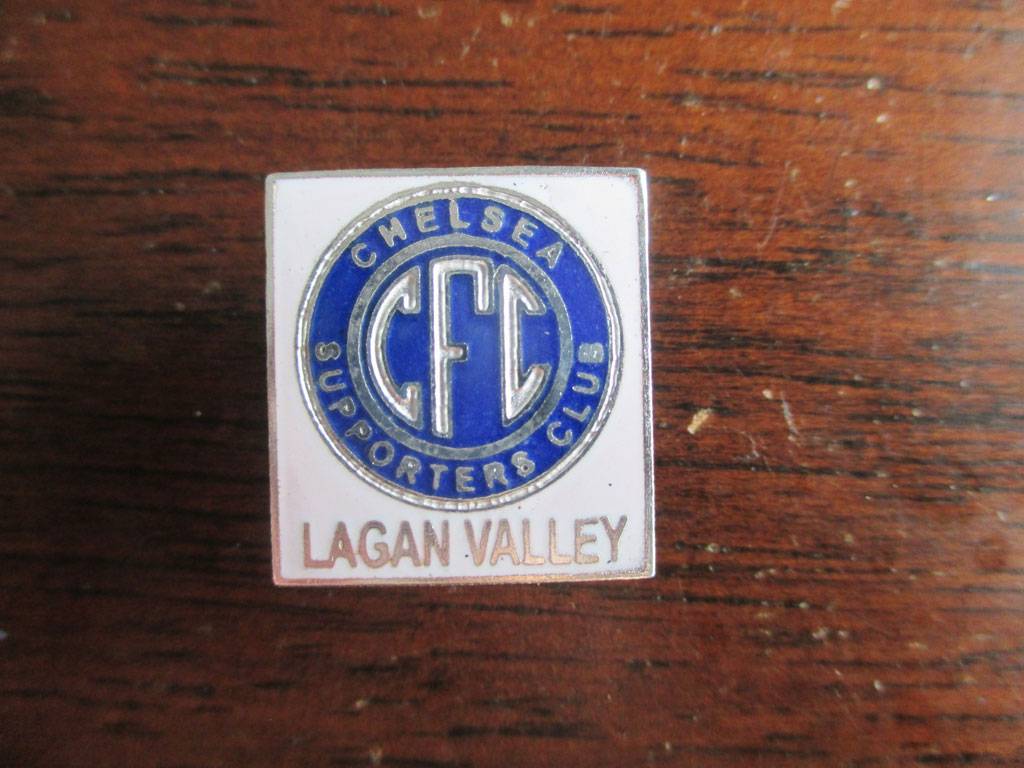 CHELSEA
CFC
SUPPORTERS CLUB
LAGAN VALLEY